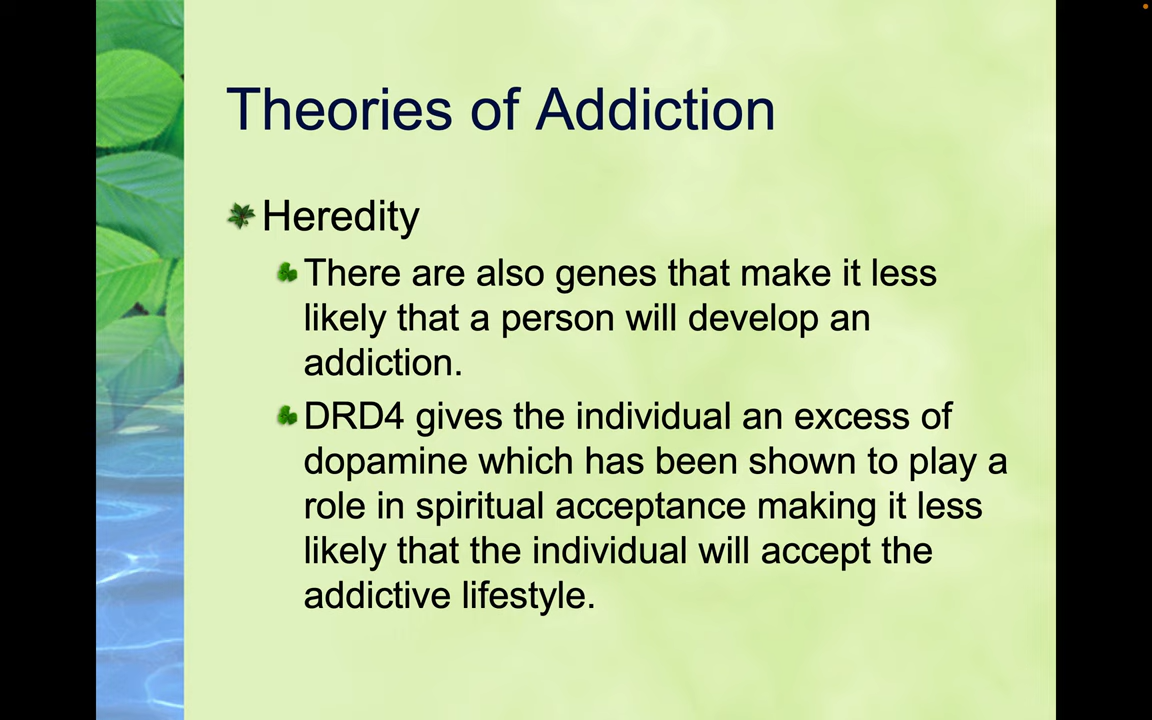 Theories of Addiction
Heredity
There are also genes that make it less
likely that a person will develop an
addiction.
DRD4 gives the individual an excess of
dopamine which has been shown to play a
role in spiritual acceptance making it less
likely that the individual will accept the
addictive lifestyle.